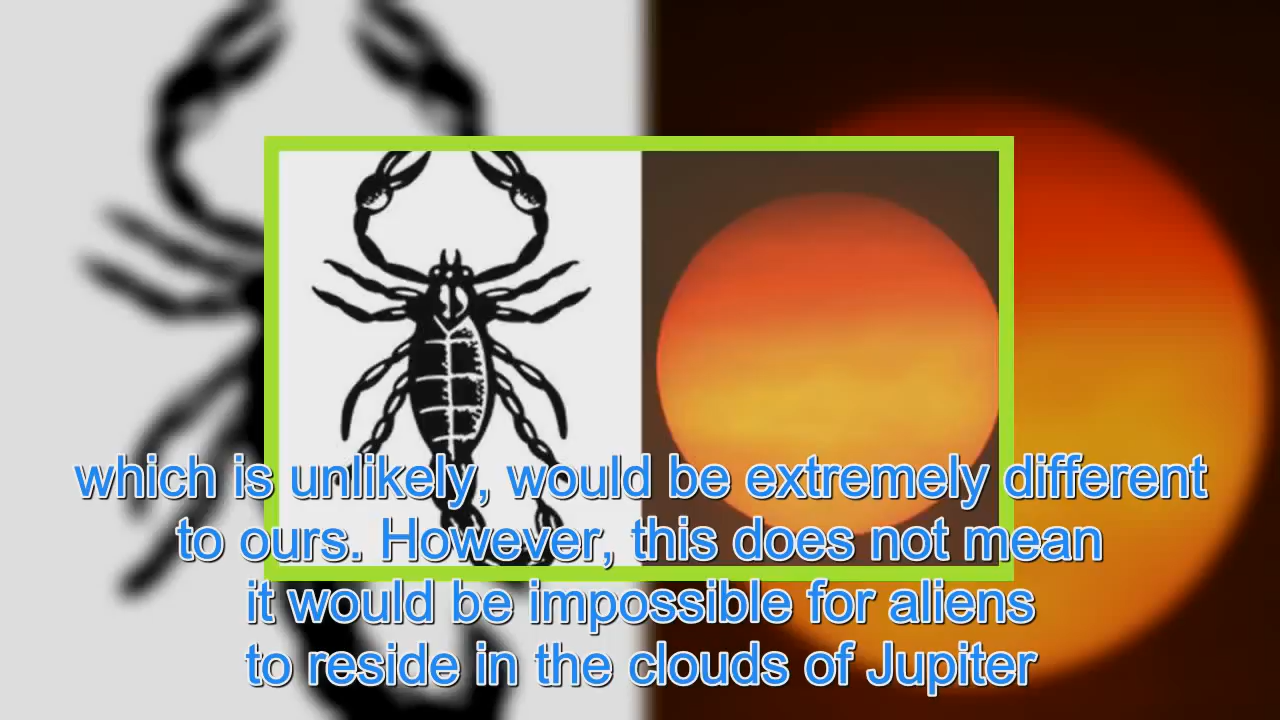 which is unlikely, would be extremely different
to ours. However, this does not mean
it would be impossible for aliens
to reside in the clouds of Jupiter